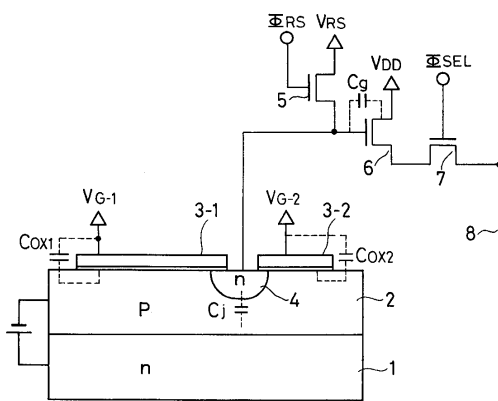 ΦRS
VRS
VDD
ΦSEL
Cg
5
6
7
VG-1
3-1
VG-2
3-2
8
COX1
COX2
n
4
2
P
Cj
n
1